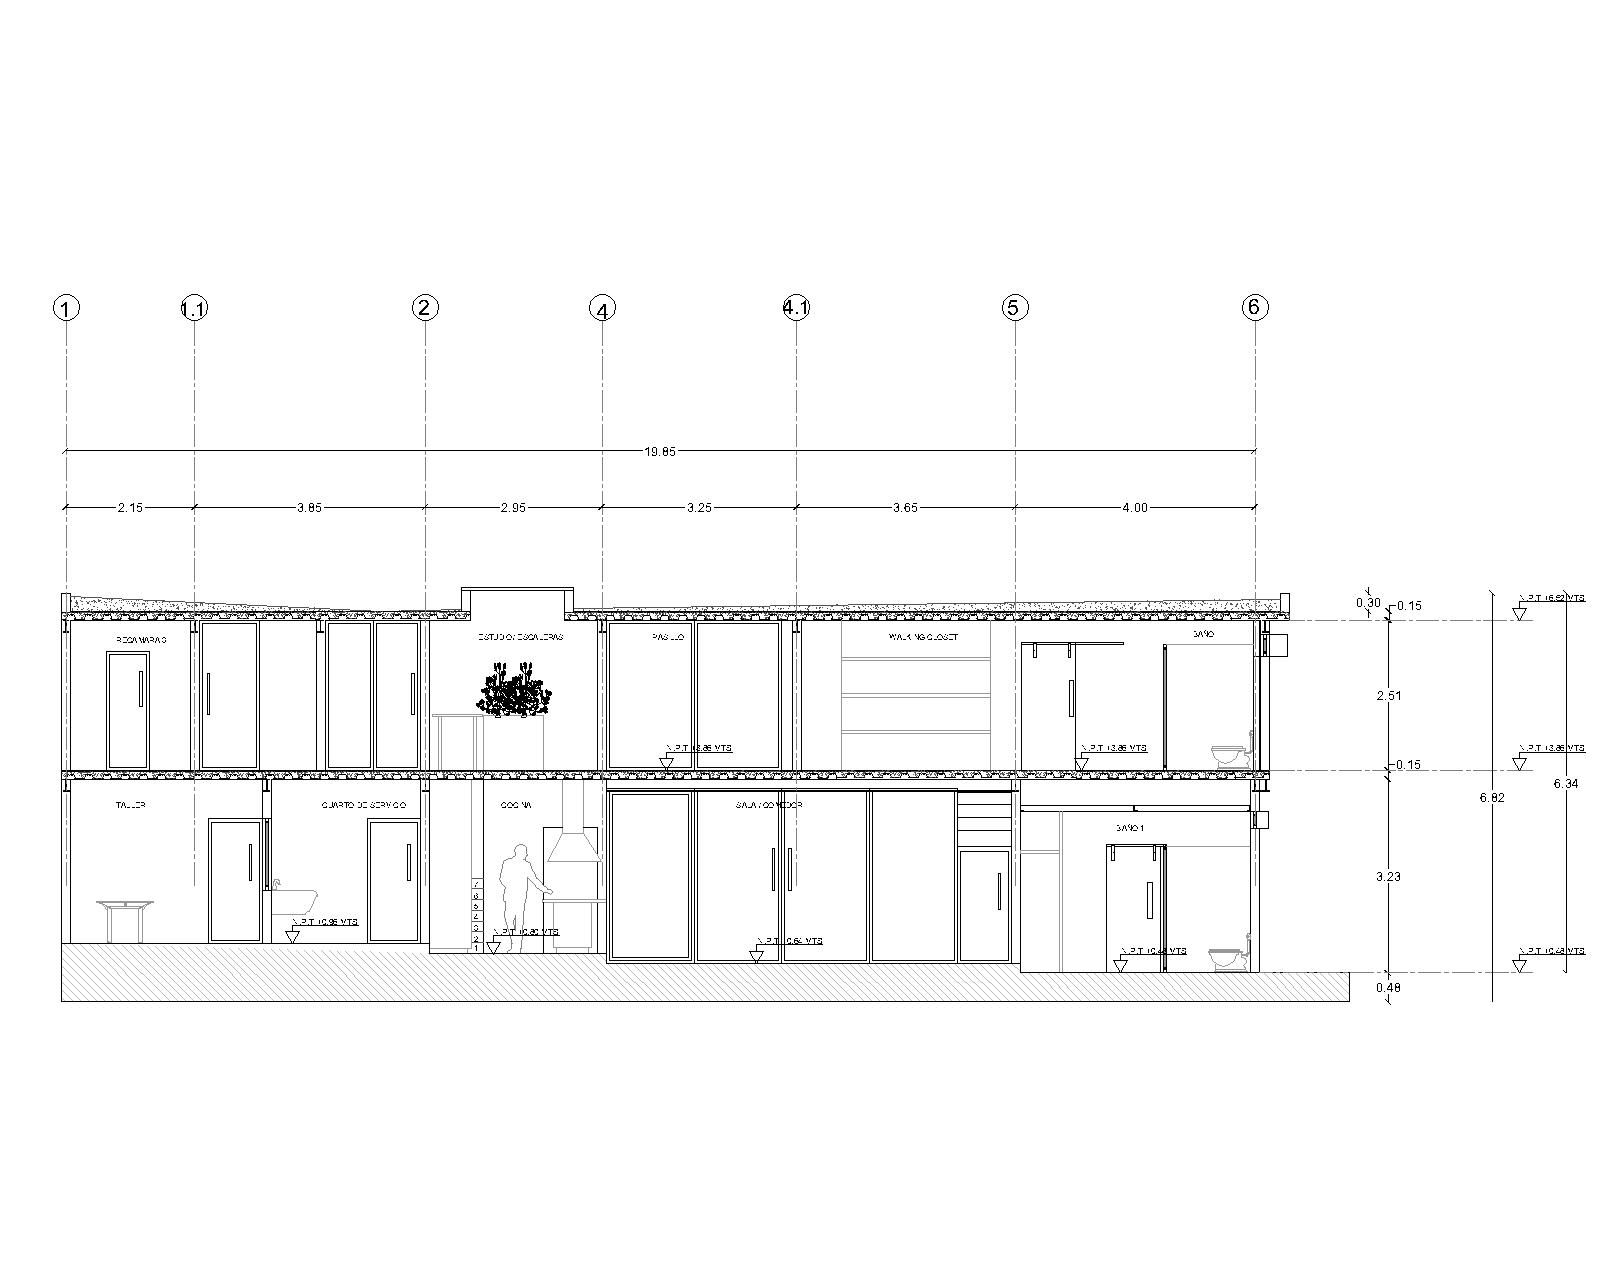 1 1.1 2 4 4.1 5 6
19.85
2.15 3.85 2.95 3.25 3.65 4.00
0.30 0.15
N.P.T +6.52 MTS
RECAMARA 3 ESTUDIO/ESCALERAS PASILLO WALKING CLOSET BAÑO
2.51
N.P.T +3.86 MTS N.P.T +3.86 MTS N.P.T +3.86 MTS
0.15
6.34
6.82
TALLER CUARTO DE SERVICIO COCINA SALA / COMEDOR
BAÑO 1
3.23
7
6
5
4
3
2
1
N.P.T +0.96 MTS
N.P.T +0.80 MTS
N.P.T +0.64 MTS
N.P.T +0.48 MTS N.P.T +0.48 MTS
0.48